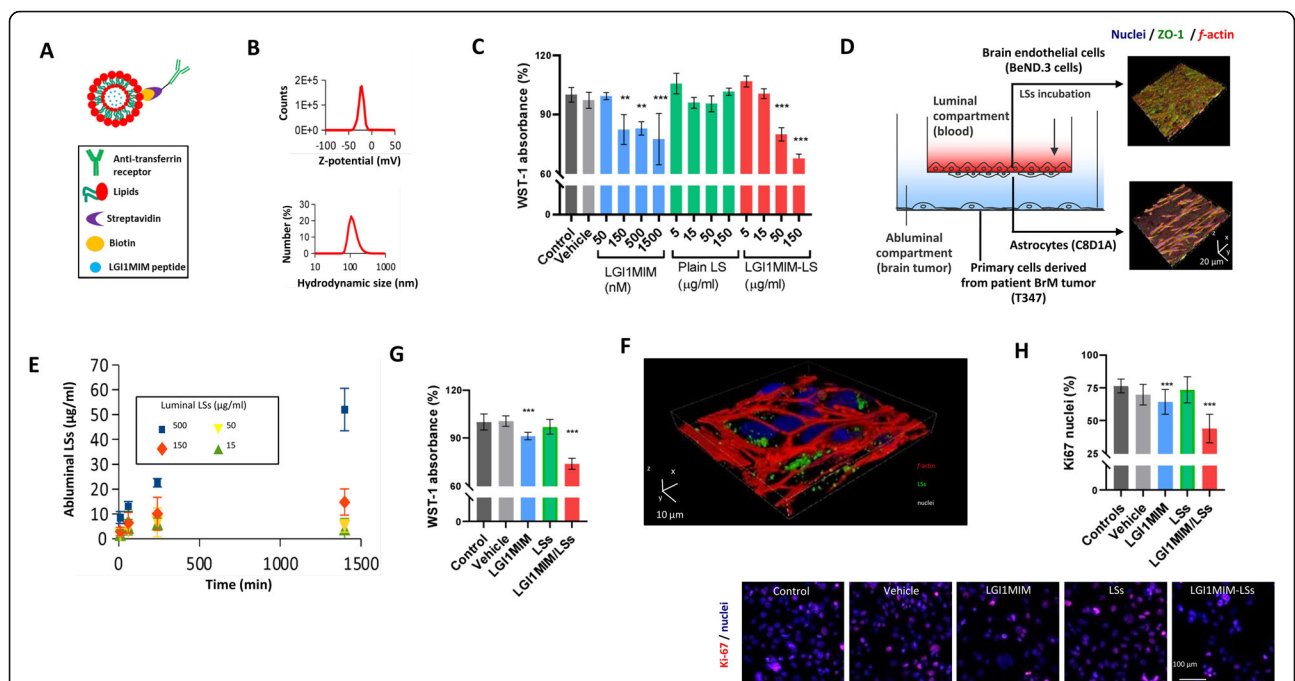 A
Anti-transferrin
receptor
Lipids
Streptavidin
Biotin
LGI1MIM peptide
B
Counts
2E+5
1E+5
0E+0
-100 -50 0 50
Z-potential (mV)
Number (%)
30
20
10
0
10 100 1000
Hydrodynamic size (nm)
C
WST-1 absorbance (%)
120
100
80
60
0
** ** *** *** ***
Control
Vehicle
50
150
500
1500
5
15
50
150
5
15
50
150
LGI1MIM
(nM)
Plain LS
(µg/ml)
LGI1MIM-LS
(µg/ml)
D
Nuclei / ZO-1 / f-actin
Brain endothelial cells
(BeND.3 cells)
LSs incubation
Luminal
compartment
(blood)
Abluminal
compartment
(brain tumor)
Astrocytes (C8D1A)
Primary cells derived
from patient BrM tumor
(T347)
z x
y
20 µm
E
Abluminal LSs (µg/ml)
70
60
50
40
30
20
10
0
Luminal LSs (µg/ml)
500 50
150 15
0 500 1000 1500
Time (min)
G
WST-1 absorbance (%)
120
100
80
60
0
***
***
Control
Vehicle
LGI1MIM
LSs
LGI1MIM/LSs
F
z
x
y
10 µm
f-actin
LSs
nuclei
H
Ki67 nuclei (%)
100
75
50
25
0
***
***
Controls
Vehicle
LGI1MIM
LSs
LGI1MIM/LSs
Ki-67 / nuclei
Control Vehicle LGI1MIM LSs LGI1MIM-LSs
100 µm